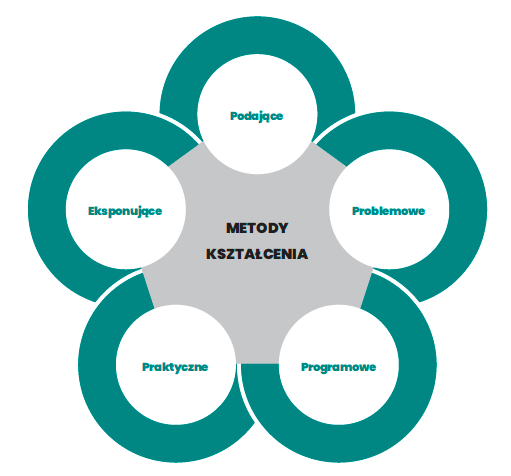 Podające
Eksponujące
Problemowe
METODY
KSZTAŁCENIA
Praktyczne
Programowe